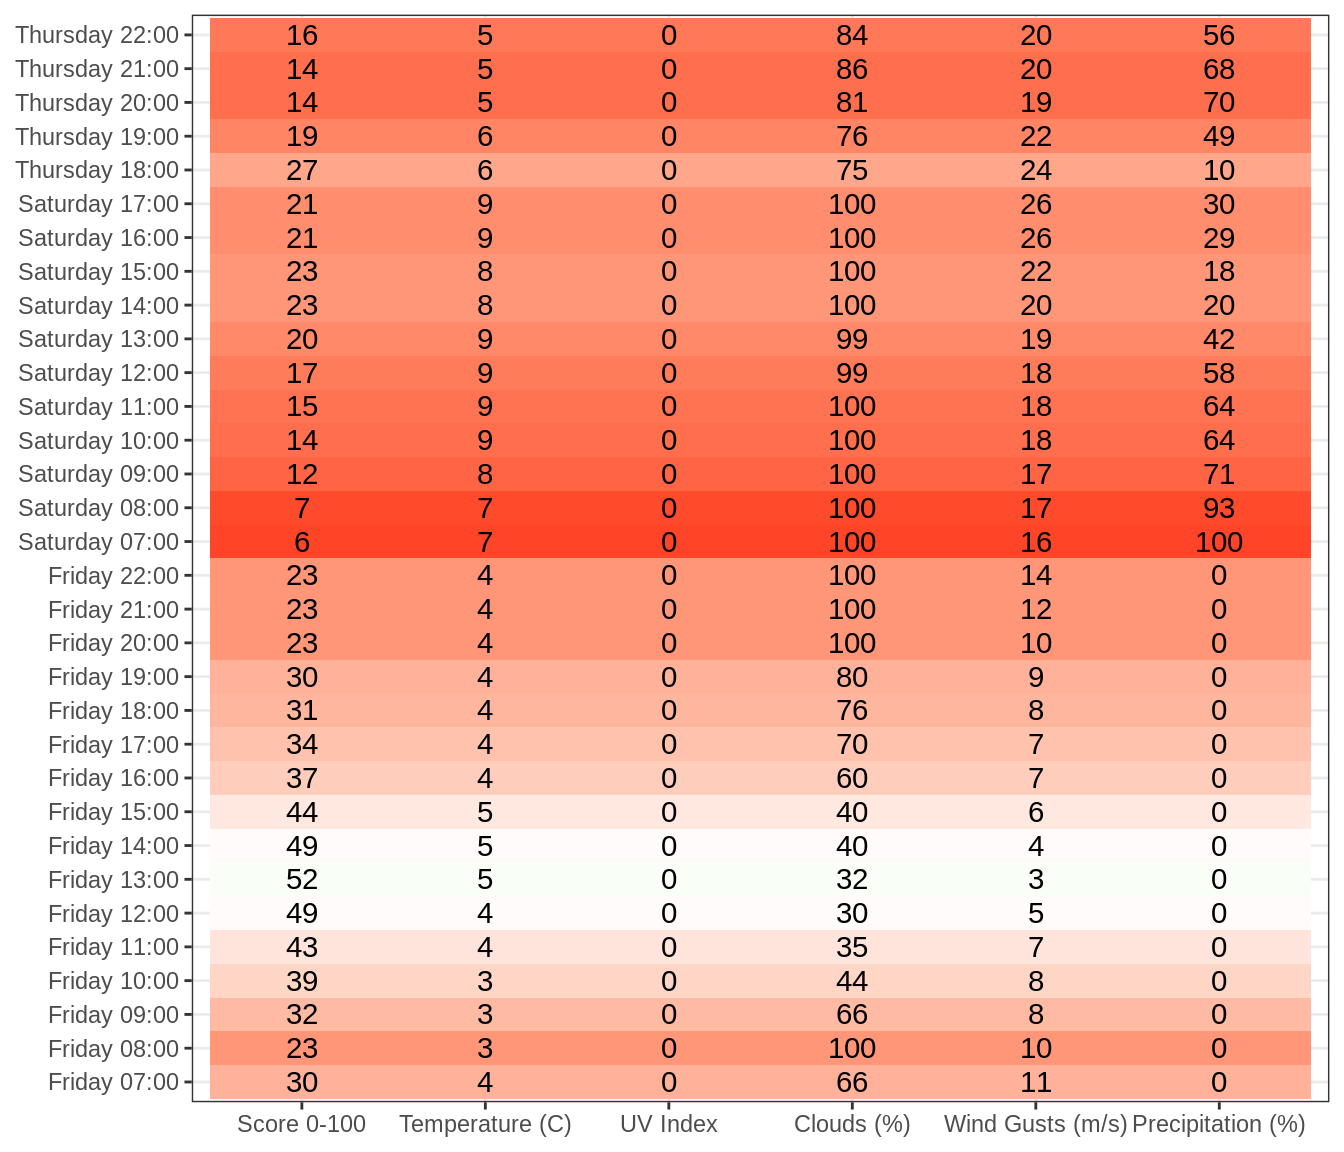 Thursday 22:00 16 5 0 84 20 56
Thursday 21:00 14 5 0 86 20 68
Thursday 20:00 14 5 0 81 19 70
Thursday 19:00 19 6 0 76 22 49
Thursday 18:00 27 6 0 75 24 10
Saturday 17:00 21 9 0 100 26 30
Saturday 16:00 21 9 0 100 26 29
Saturday 15:00 23 8 0 100 22 18
Saturday 14:00 23 8 0 100 20 20
Saturday 13:00 20 9 0 99 19 42
Saturday 12:00 17 9 0 99 18 58
Saturday 11:00 15 9 0 100 18 64
Saturday 10:00 14 9 0 100 18 64
Saturday 09:00 12 8 0 100 17 71
Saturday 08:00 7 7 0 100 17 93
Saturday 07:00 6 7 0 100 16 100
Friday 22:00 23 4 0 100 14 0
Friday 21:00 23 4 0 100 12 0
Friday 20:00 23 4 0 100 10 0
Friday 19:00 30 4 0 80 9 0
Friday 18:00 31 4 0 76 8 0
Friday 17:00 34 4 0 70 7 0
Friday 16:00 37 4 0 60 7 0
Friday 15:00 44 5 0 40 6 0
Friday 14:00 49 5 0 40 4 0
Friday 13:00 52 5 0 32 3 0
Friday 12:00 49 4 0 30 5 0
Friday 11:00 43 4 0 35 7 0
Friday 10:00 39 3 0 44 8 0
Friday 09:00 32 3 0 66 8 0
Friday 08:00 23 3 0 100 10 0
Friday 07:00 30 4 0 66 11 0
Score 0-100 Temperature (C) UV Index Clouds (%) Wind Gusts (m/s) Precipitation (%)